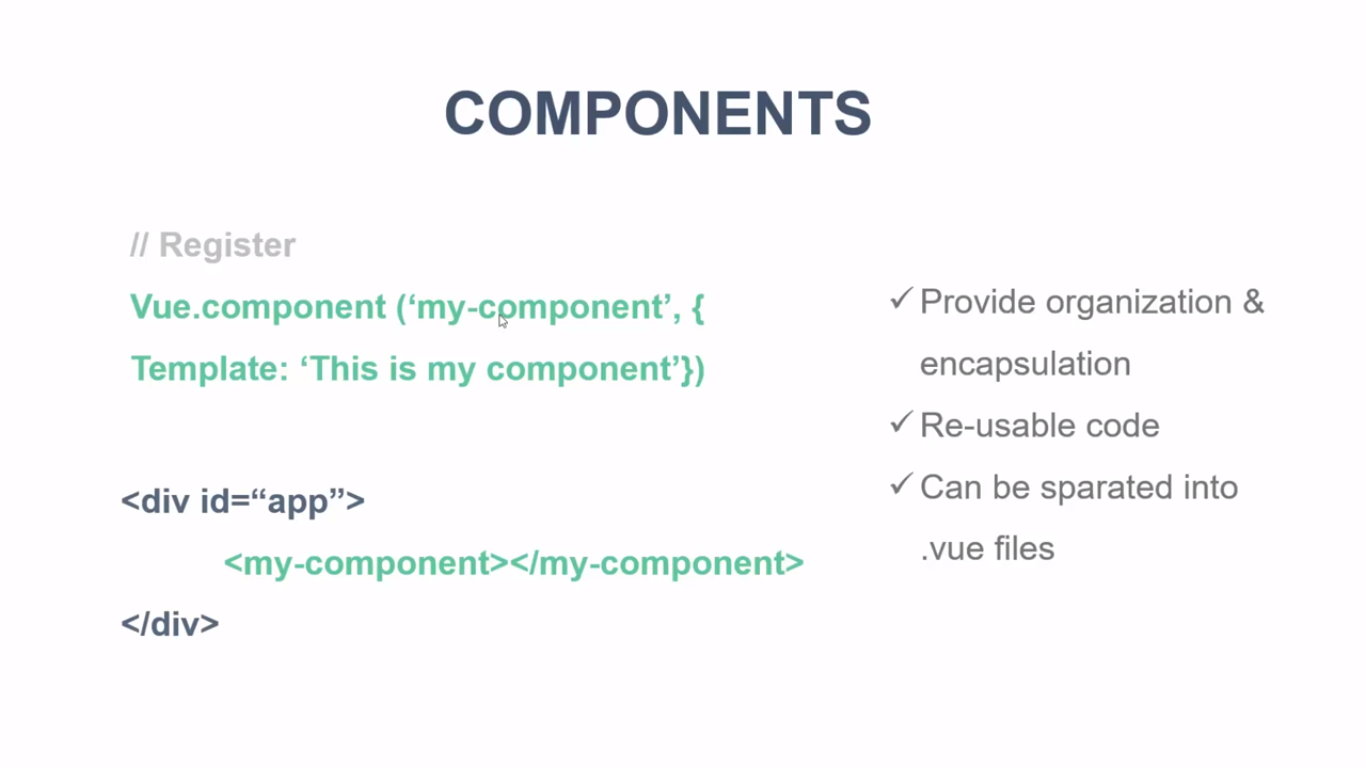 COMPONENTS
// Register
Vue.component (‘my-component’, {
Template: ‘This is my component’})
<div id=“app”>
<my-component></my-component>
</div>
✓Provide organization &
encapsulation
✓Re-usable code
✓Can be sparated into
.vue files